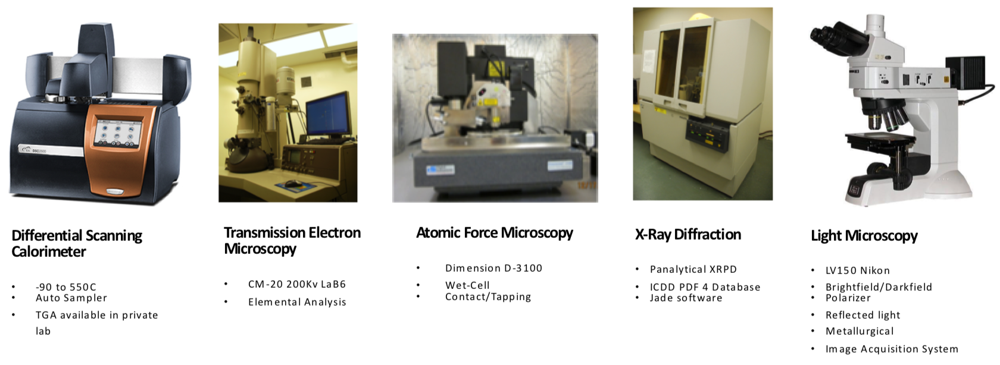 DSC2500
Differential Scanning
Calorimeter
• -90 to 550C
• Auto Sampler
• TGA available in private
lab
Transmission Electron
Microscopy
• CM-20 200Kv LaB6
• Elemental Analysis
Atomic Force Microscopy
• Dimension D-3100
• Wet-Cell
• Contact/Tapping
X-Ray Diffraction
• Panalytical XRPD
• ICDD PDF 4 Database
• Jade software
Light Microscopy
• LV150 Nikon
• Brightfield/Darkfield
• Polarizer
• Reflected light
• Metallurgical
• Image Acquisition System